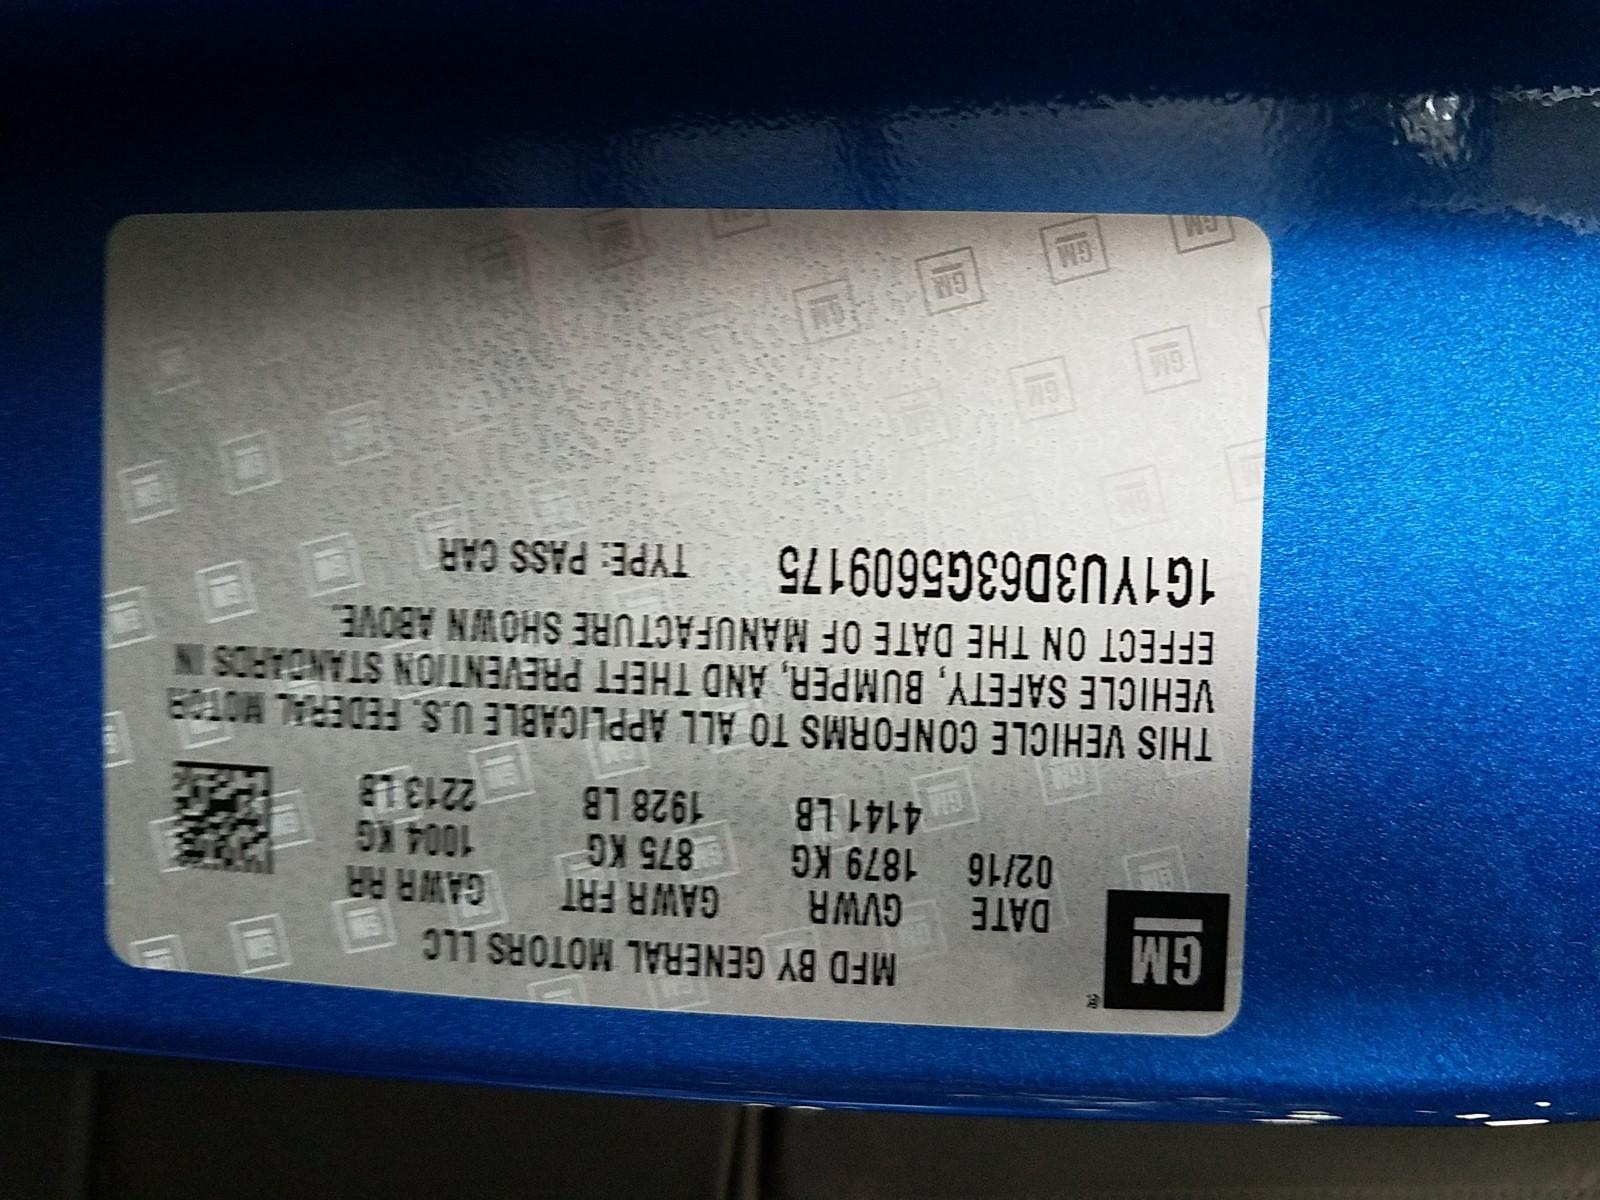 GM
®
MFD BY GENERAL MOTORS LLC
DATE GVWR GAWR FRT GAWR RR
02/16 1879 KG 875 KG 1004 KG
4141 LB 1928 LB 2213 LB
THIS VEHICLE CONFORMS TO ALL APPLICABLE U.S. FEDERAL MOTOR
VEHICLE SAFETY, BUMPER, AND THEFT PREVENTION STANDARDS IN
EFFECT ON THE DATE OF MANUFACTURE SHOWN ABOVE.
1G1YU3D63G5609175 TYPE: PASS CAR